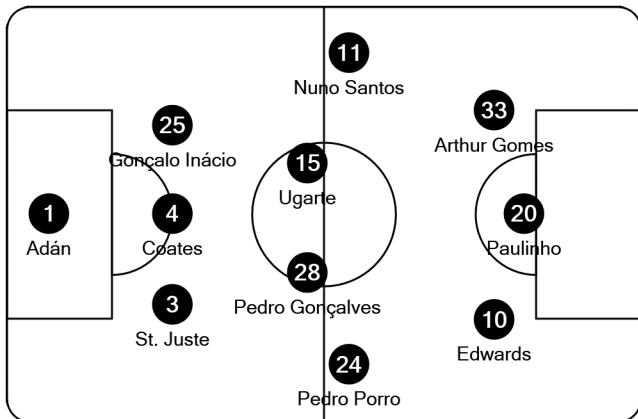 11
Nuno Santos
33
Arthur Gomes
25
Gonçalo Inácio
15
Ugarte
1
Adán
4
Coates
20
Paulinho
28
Pedro Gonçalves
3
St. Juste
10
Edwards
24
Pedro Porro